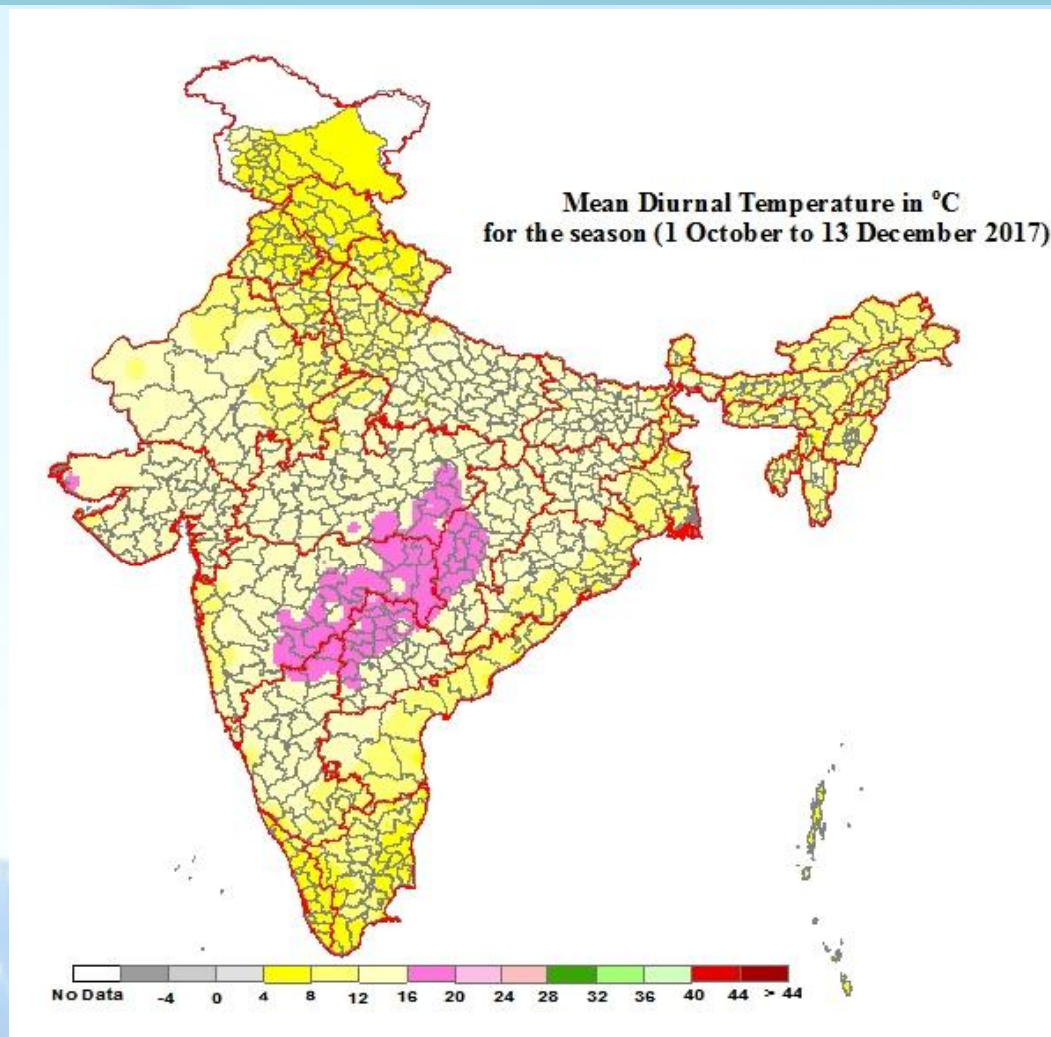 Mean Diurnal Temperature in °C
for the season (1 October to 13 December 2017)
No Data -4 0 4 8 12 16 20 24 28 32 36 40 44 > 44